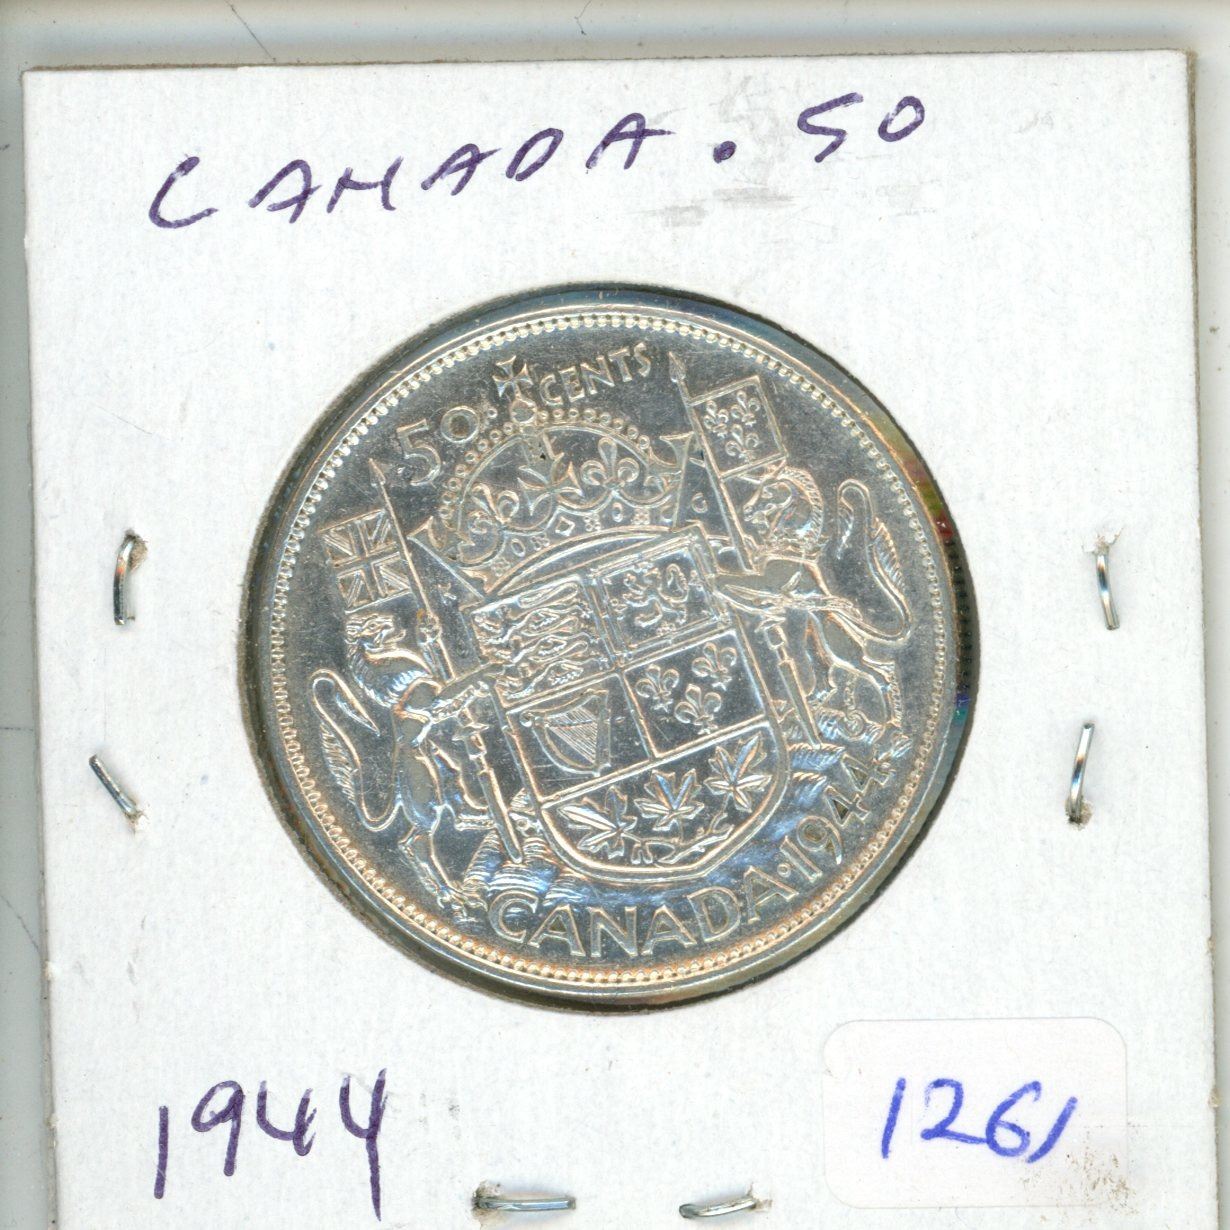 CANADA .50
50 CENTS
CANADA • 1944
1944
1261